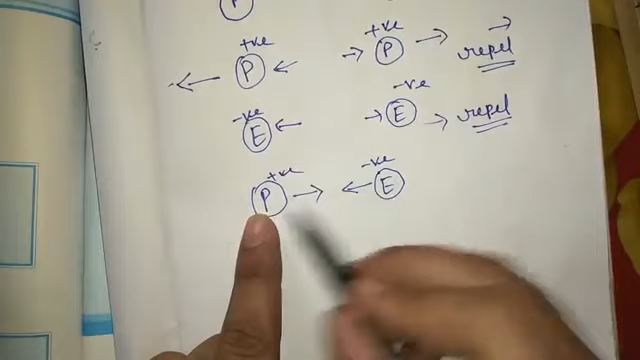 P
+ve +ve
← P ← → P → repel
-ve -ve
E ← → E → repel
+ve -ve
P → ← E